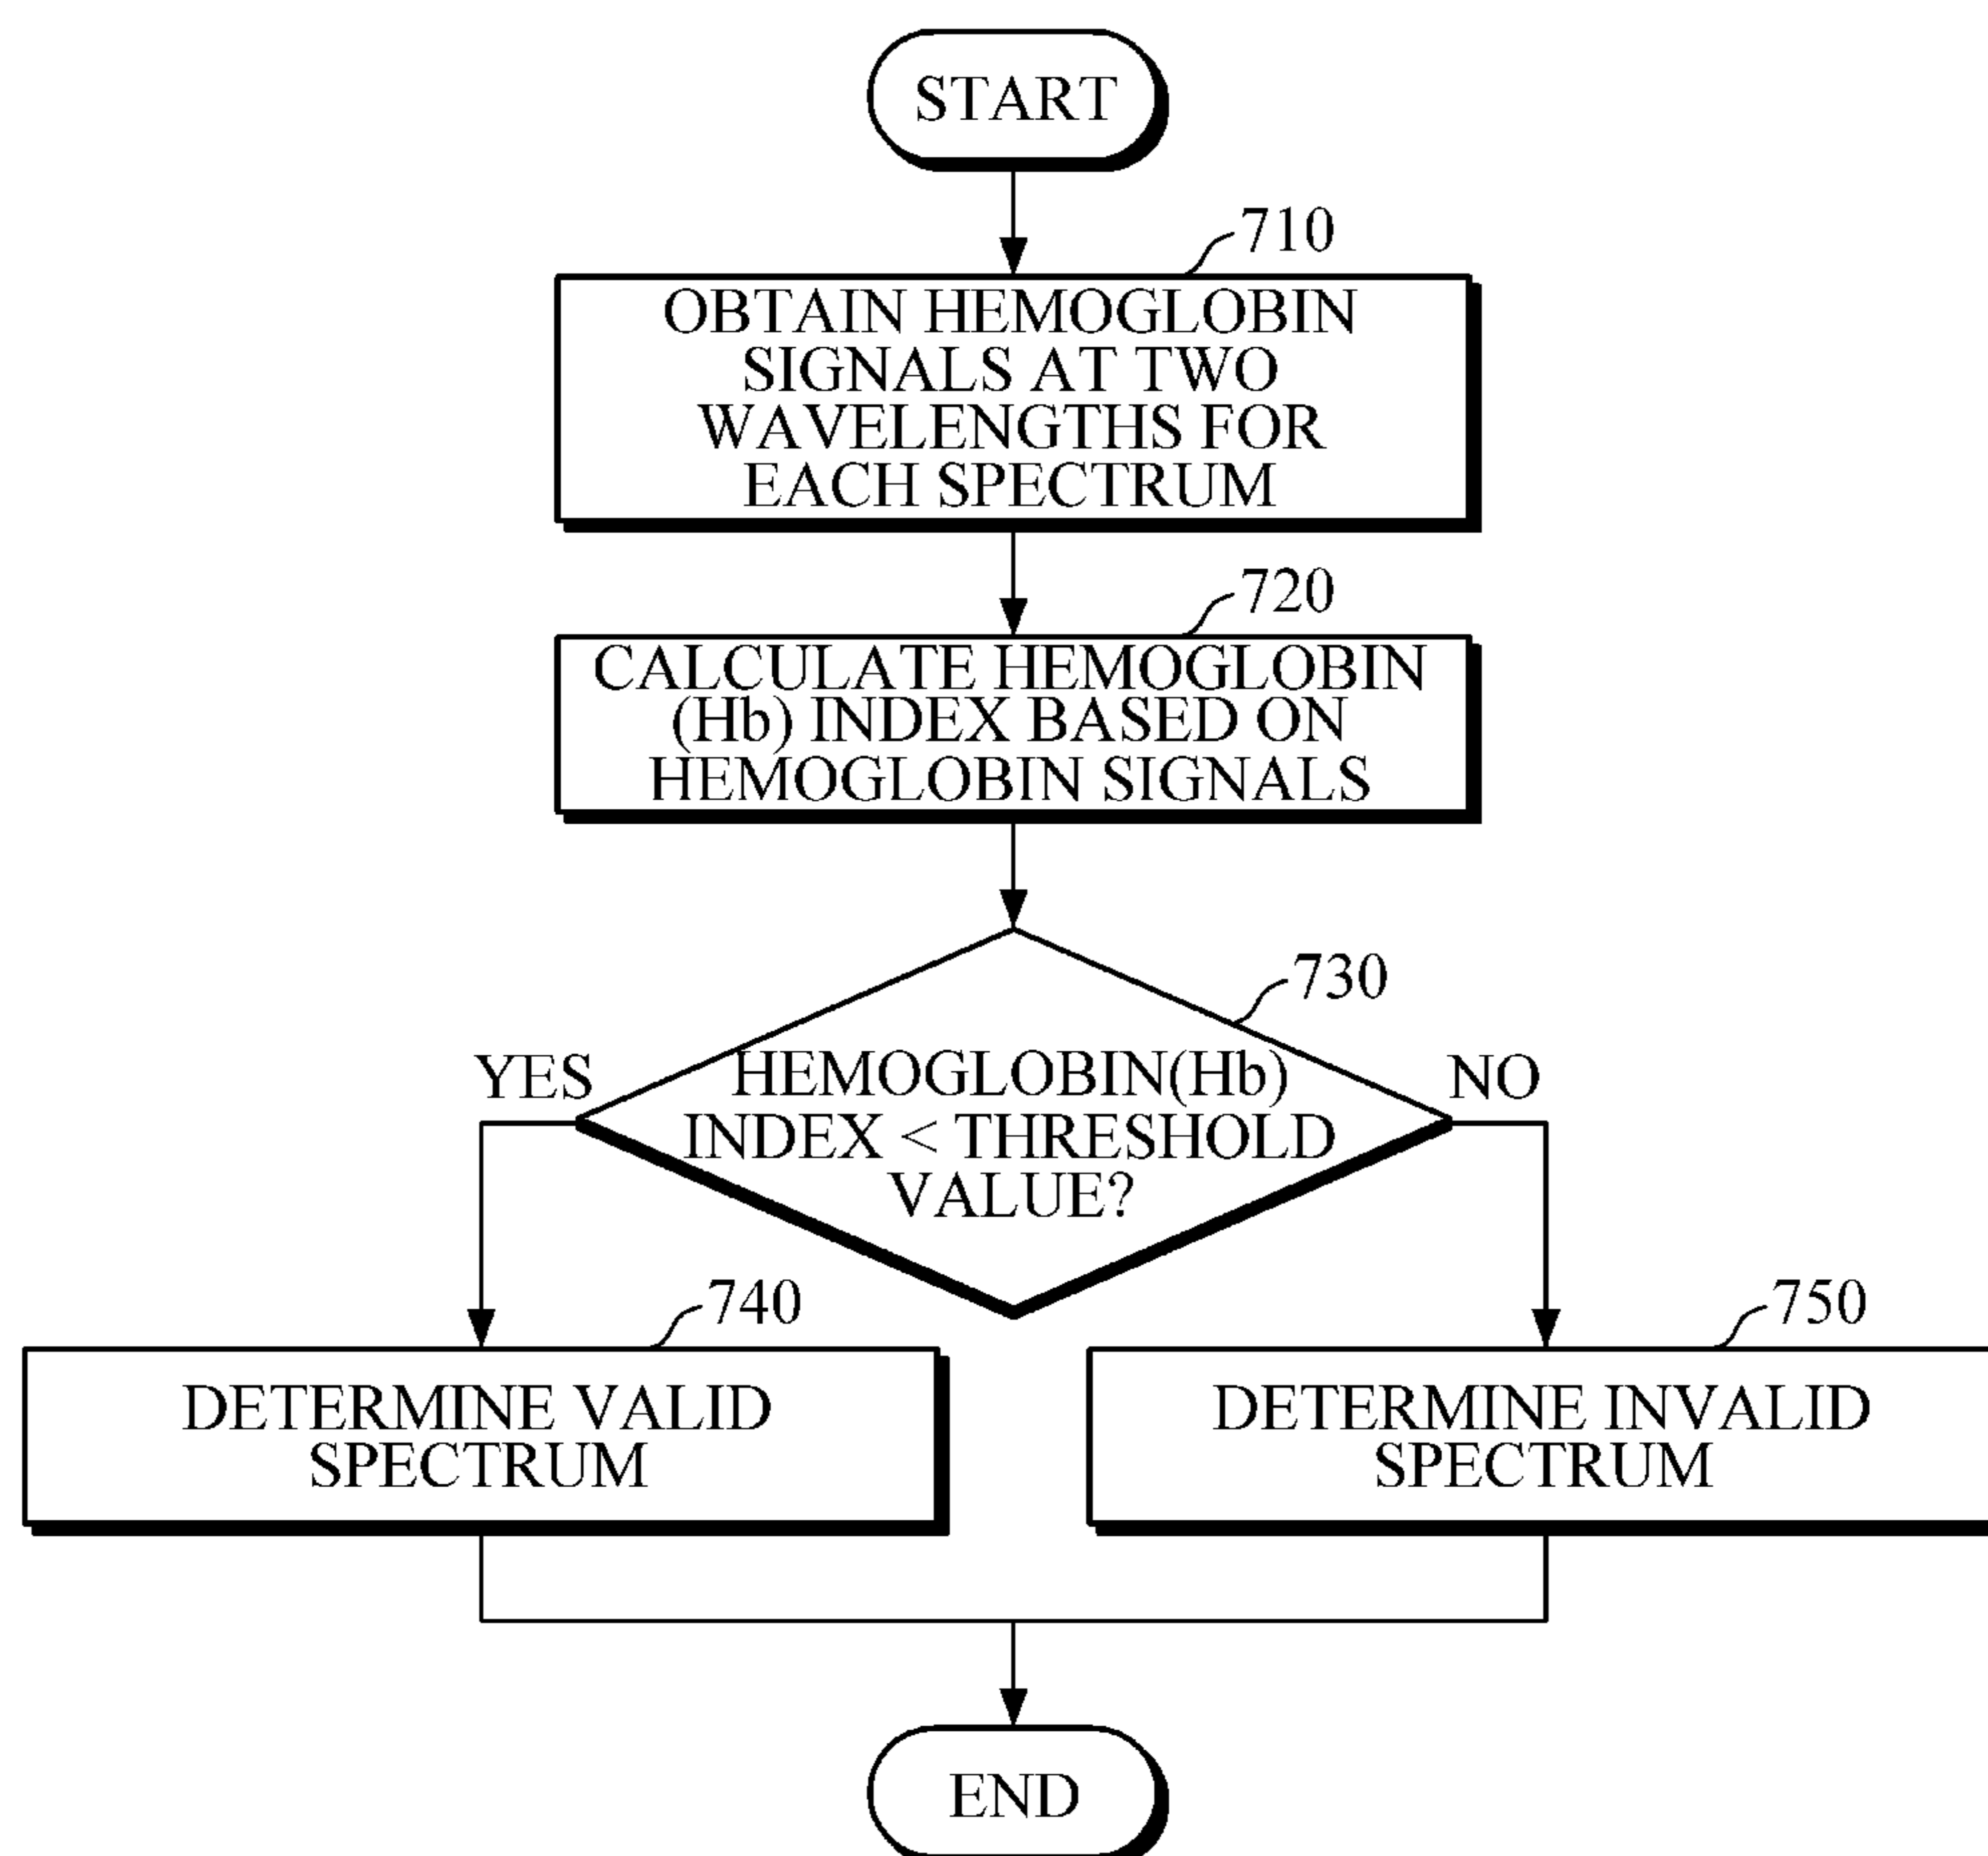 START
710
OBTAIN HEMOGLOBIN
SIGNALS AT TWO
WAVELENGTHS FOR
EACH SPECTRUM
720
CALCULATE HEMOGLOBIN
(Hb) INDEX BASED ON
HEMOGLOBIN SIGNALS
730
YES
HEMOGLOBIN(Hb)
INDEX < THRESHOLD
VALUE?
NO
740
DETERMINE VALID
SPECTRUM
750
DETERMINE INVALID
SPECTRUM
END